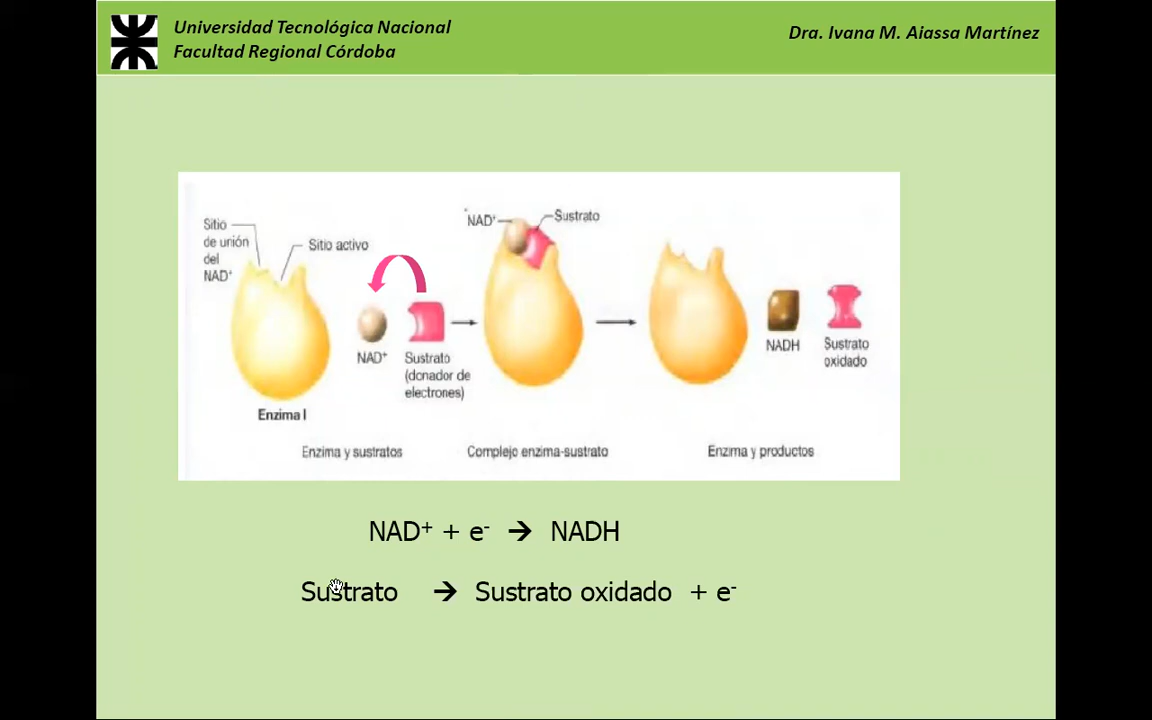 Universidad Tecnológica Nacional
Facultad Regional Córdoba
Dra. Ivana M. Aiassa Martínez
Sitio
de unión
del
NAD⁺
Sitio activo
NAD⁺
Sustrato
(donador de
electrones)
Enzima I
Enzima y sustratos
NAD⁺
Sustrato
Complejo enzima-sustrato
NADH
Sustrato
oxidado
Enzima y productos
NAD⁺ + e⁻ → NADH
Sustrato → Sustrato oxidado + e⁻